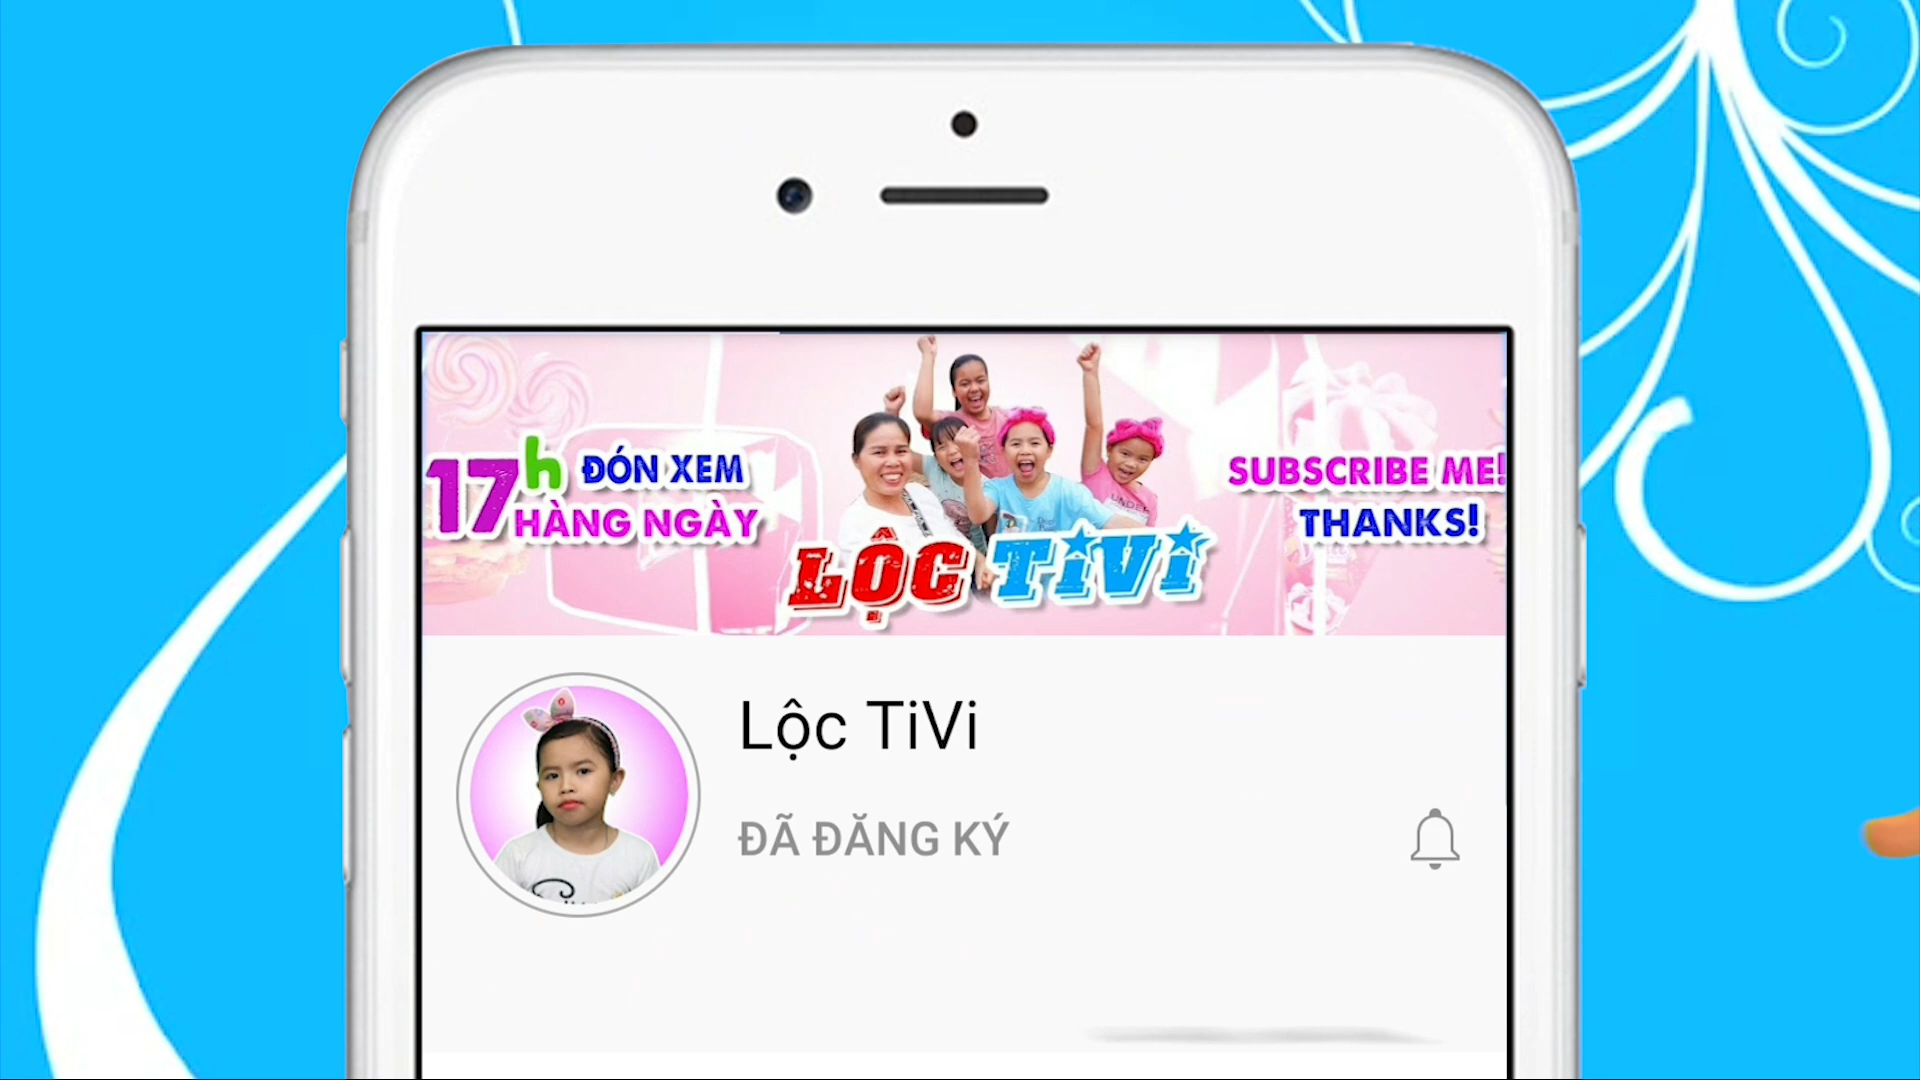 17h ĐÓN XEM
HÀNG NGÀY
SUBSCRIBE ME!
THANKS!
LỘC TiVi
Lộc TiVi
ĐÃ ĐĂNG KÝ